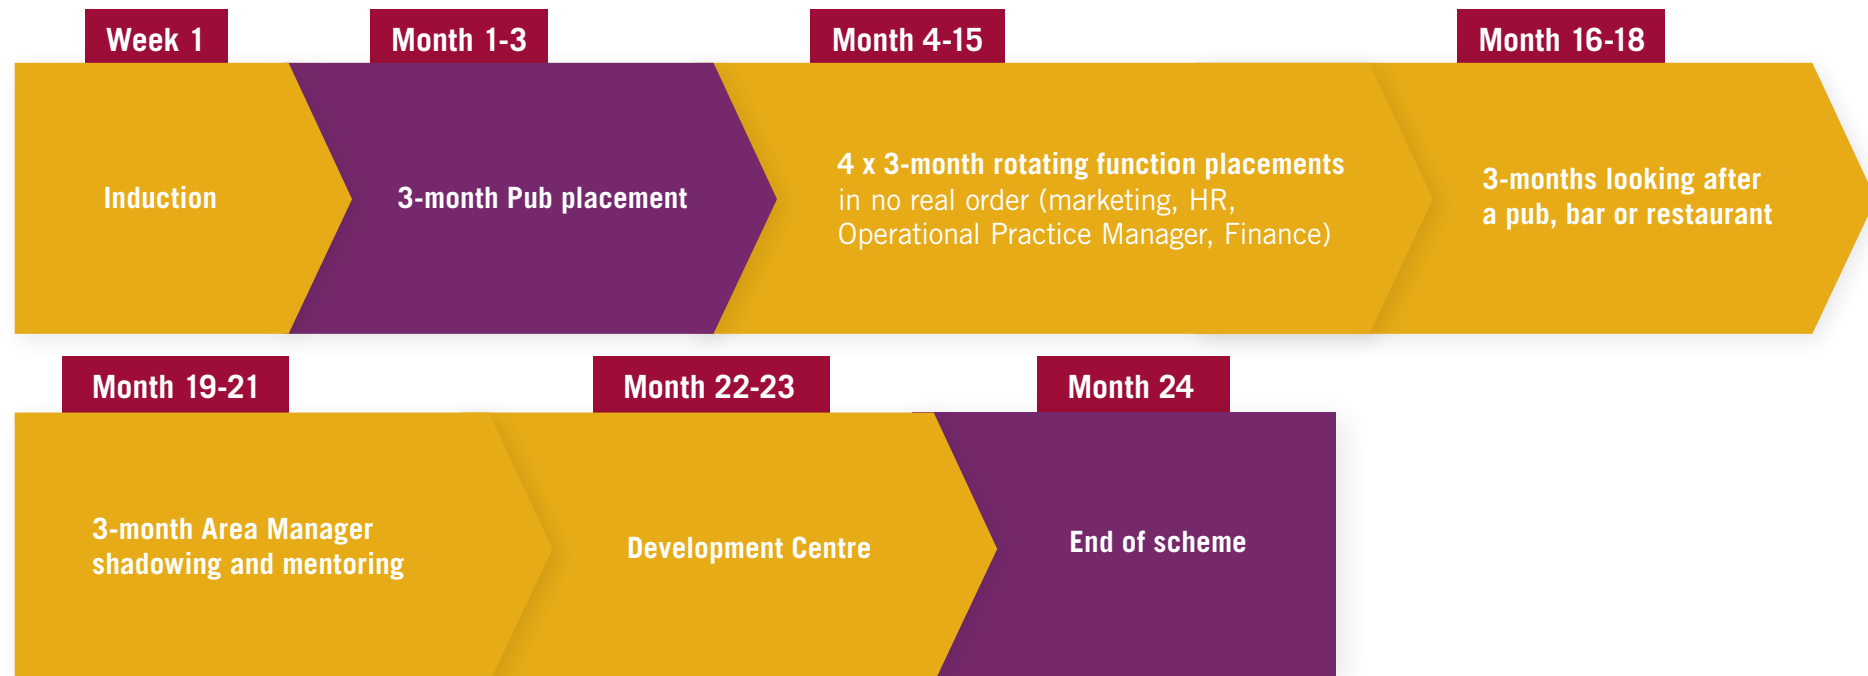 Week 1
Induction
Month 1-3
3-month Pub placement
Month 4-15
4 x 3-month rotating function placements
in no real order (marketing, HR,
Operational Practice Manager, Finance)
Month 16-18
3-months looking after
a pub, bar or restaurant
Month 19-21
3-month Area Manager
shadowing and mentoring
Month 22-23
Development Centre
Month 24
End of scheme